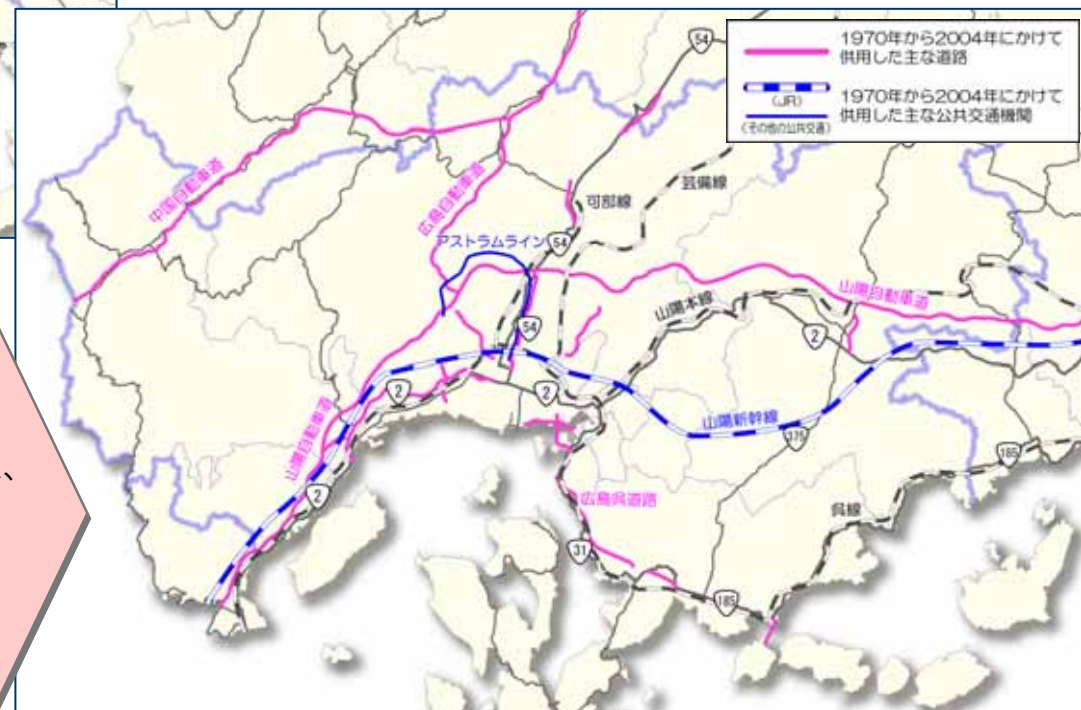 1970年から2004年にかけて
供用した主な道路
(JR)
(その他の公共交通)
1970年から2004年にかけて
供用した主な公共交通機関
54
中国自動車道
広島自動車道
可部線
芸備線
アストラムライン
54
山陽自動車道
山陽本線
54
2
2
2
山陽新幹線
375
185
山陽自動車道
2
広島呉道路
呉線
31
185
、